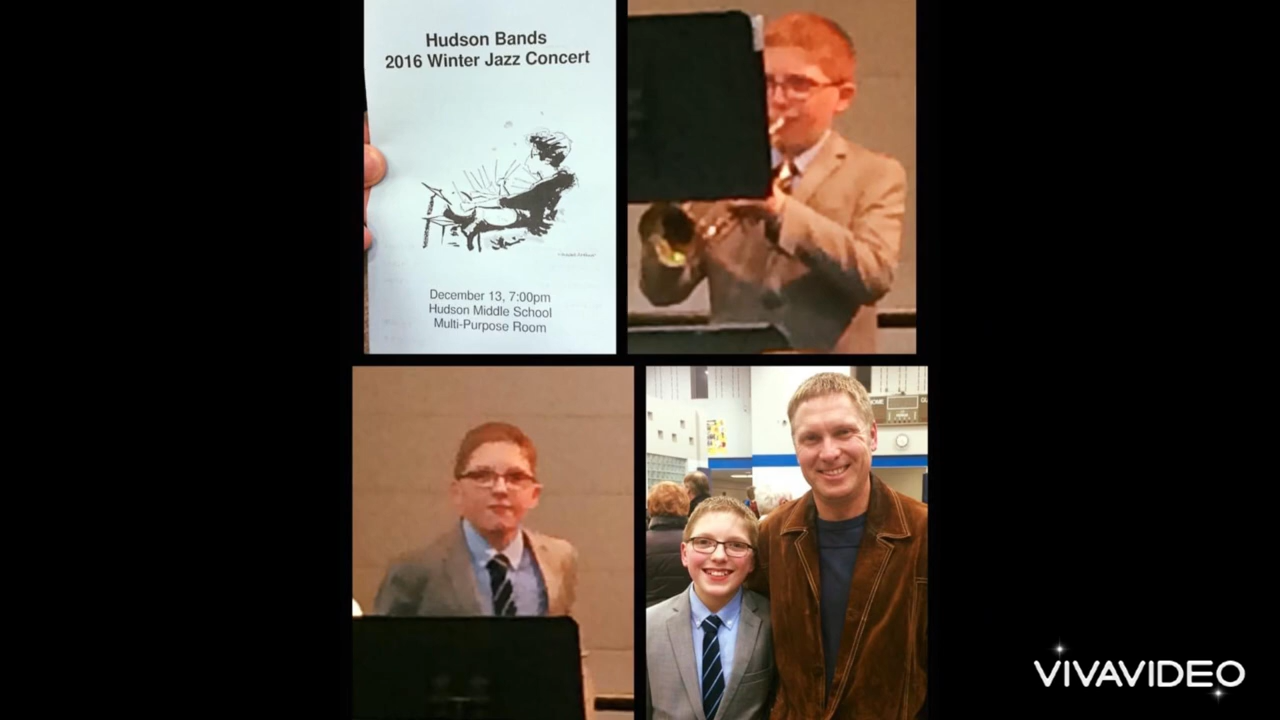 Hudson Bands
2016 Winter Jazz Concert
December 13, 7:00pm
Hudson Middle School
Multi-Purpose Room
VIVAVIDEO